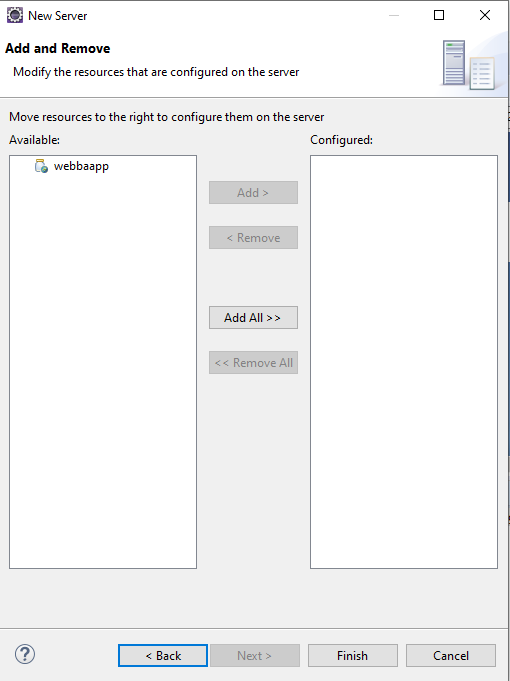 New Server
Add and Remove
Modify the resources that are configured on the server
Move resources to the right to configure them on the server
Available:
Configured:
webbaapp
Add >
< Remove
Add All >>
<< Remove All
< Back
Next >
Finish
Cancel